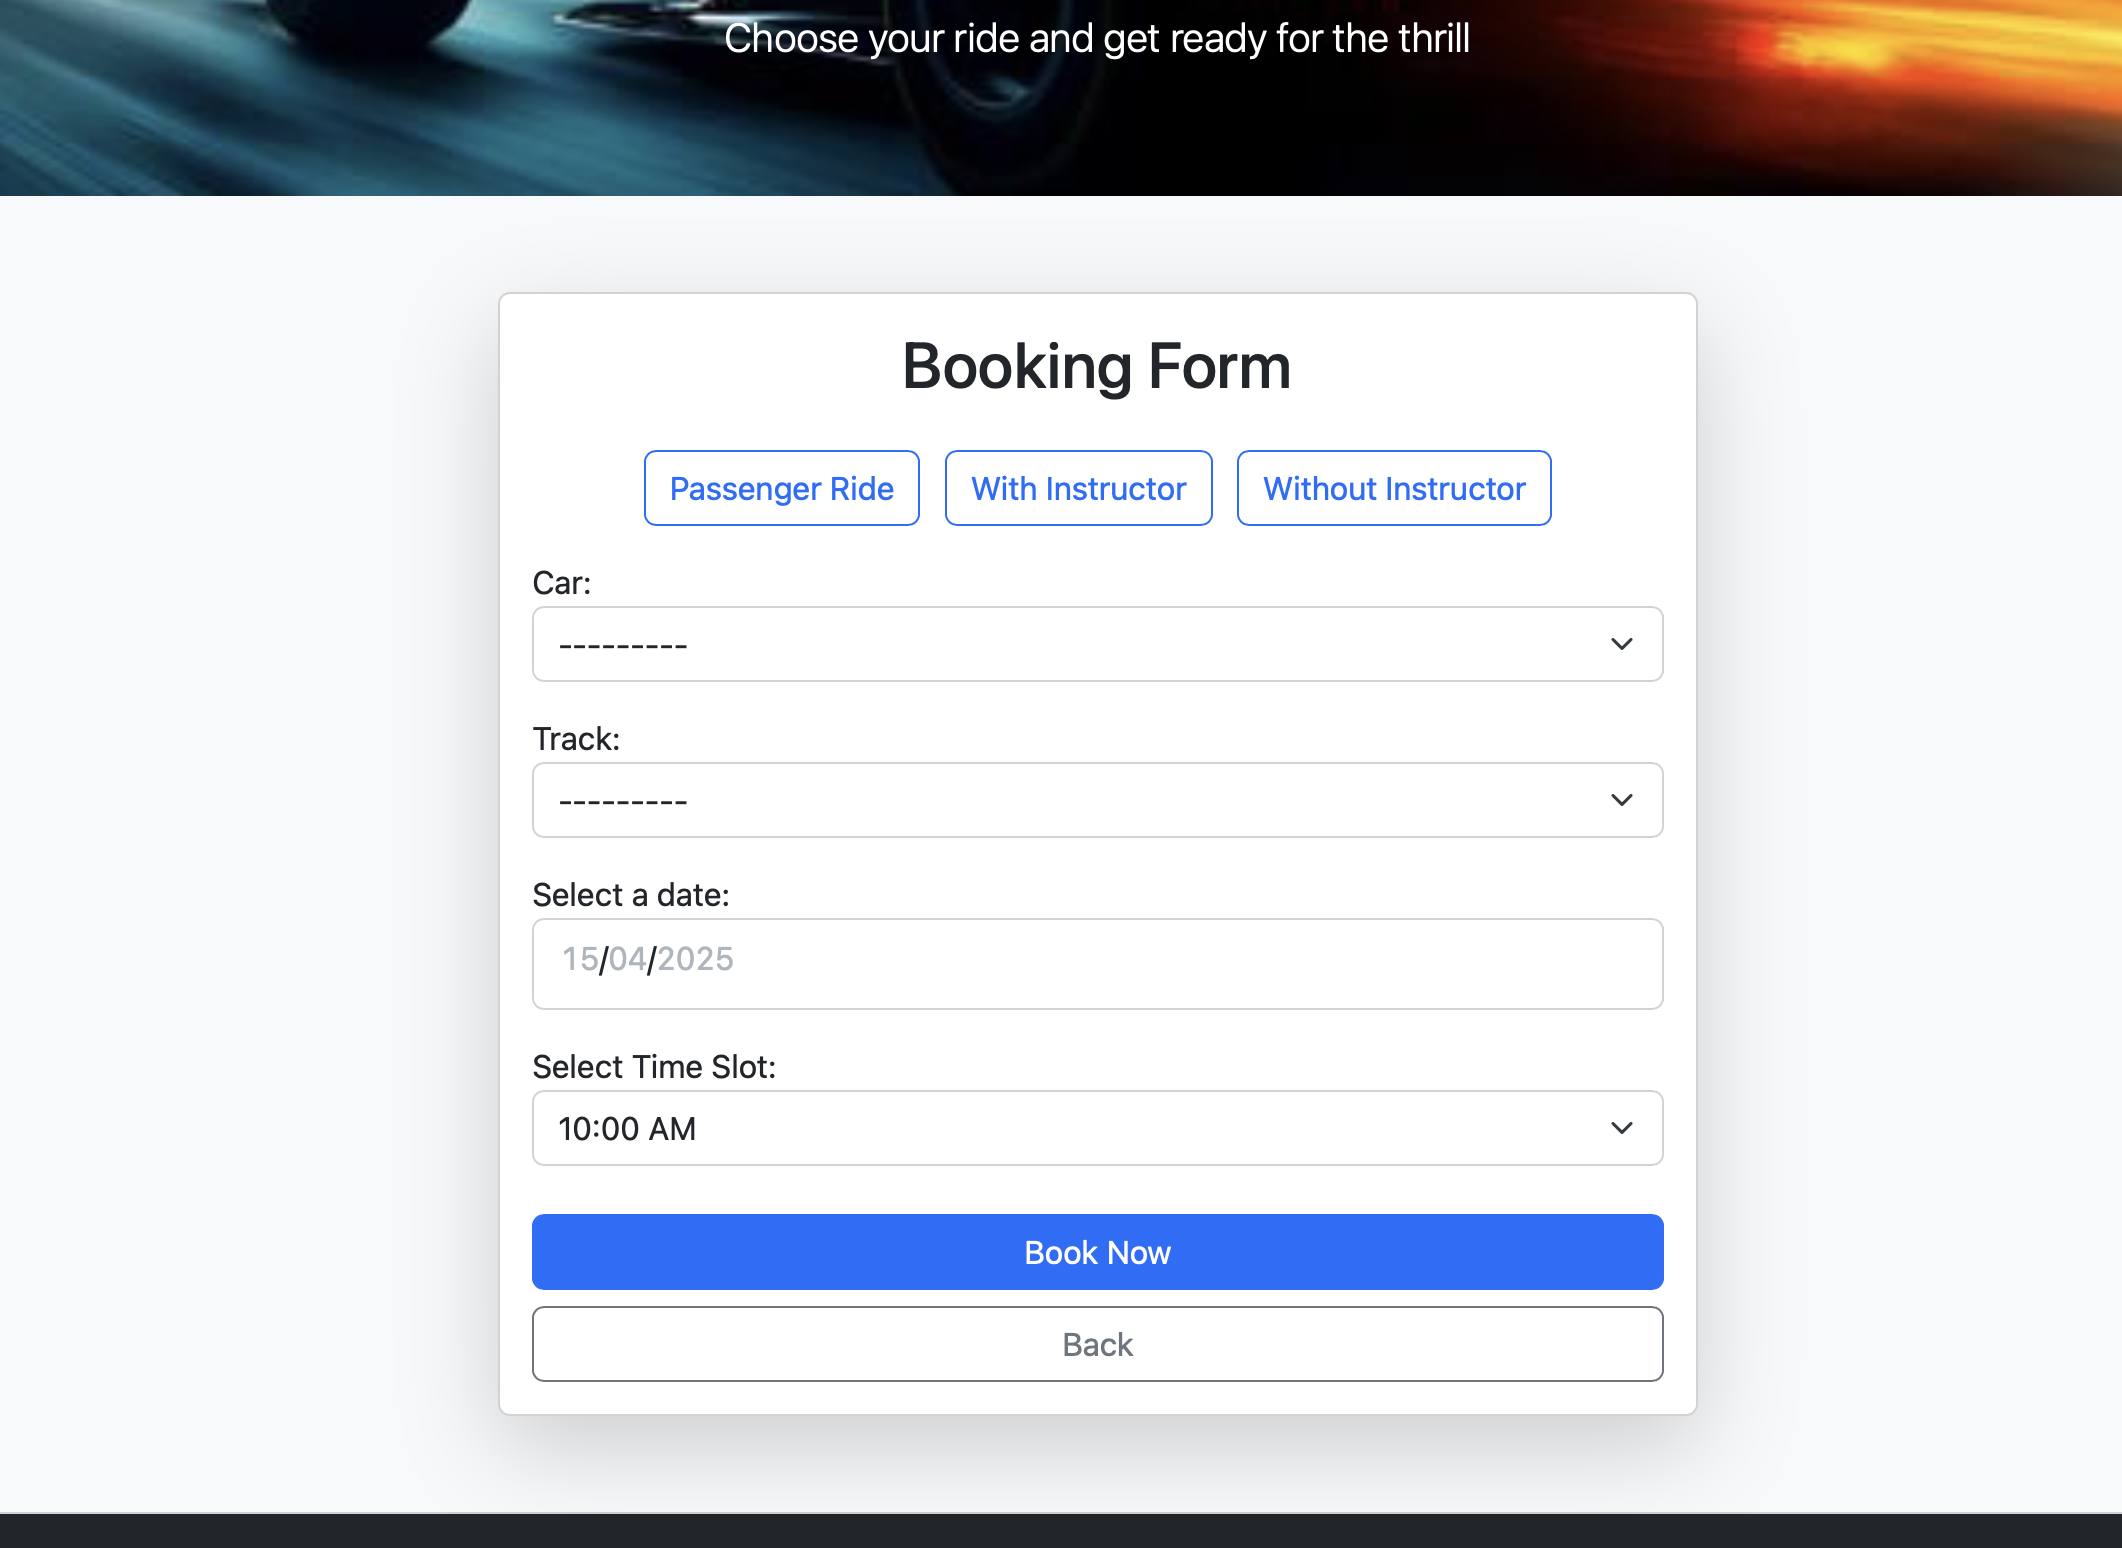 Choose your ride and get ready for the thrill
Booking Form
Passenger Ride
With Instructor
Without Instructor
Car:
---------
Track:
---------
Select a date:
15/04/2025
Select Time Slot:
10:00 AM
Book Now
Back